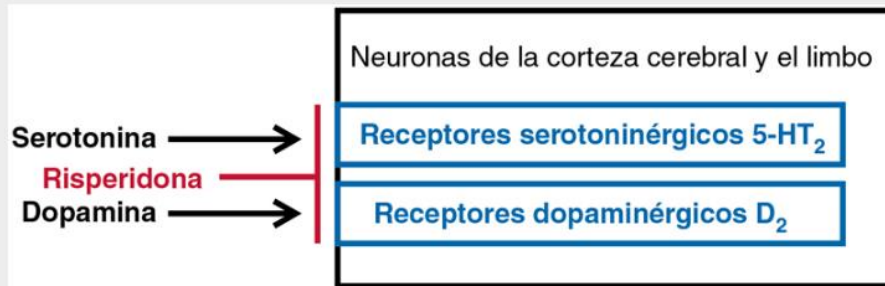 Neuronas de la corteza cerebral y el limbo
Serotonina
Receptores serotoninérgicos 5-HT₂
Risperidona
Dopamina
Receptores dopaminérgicos D₂